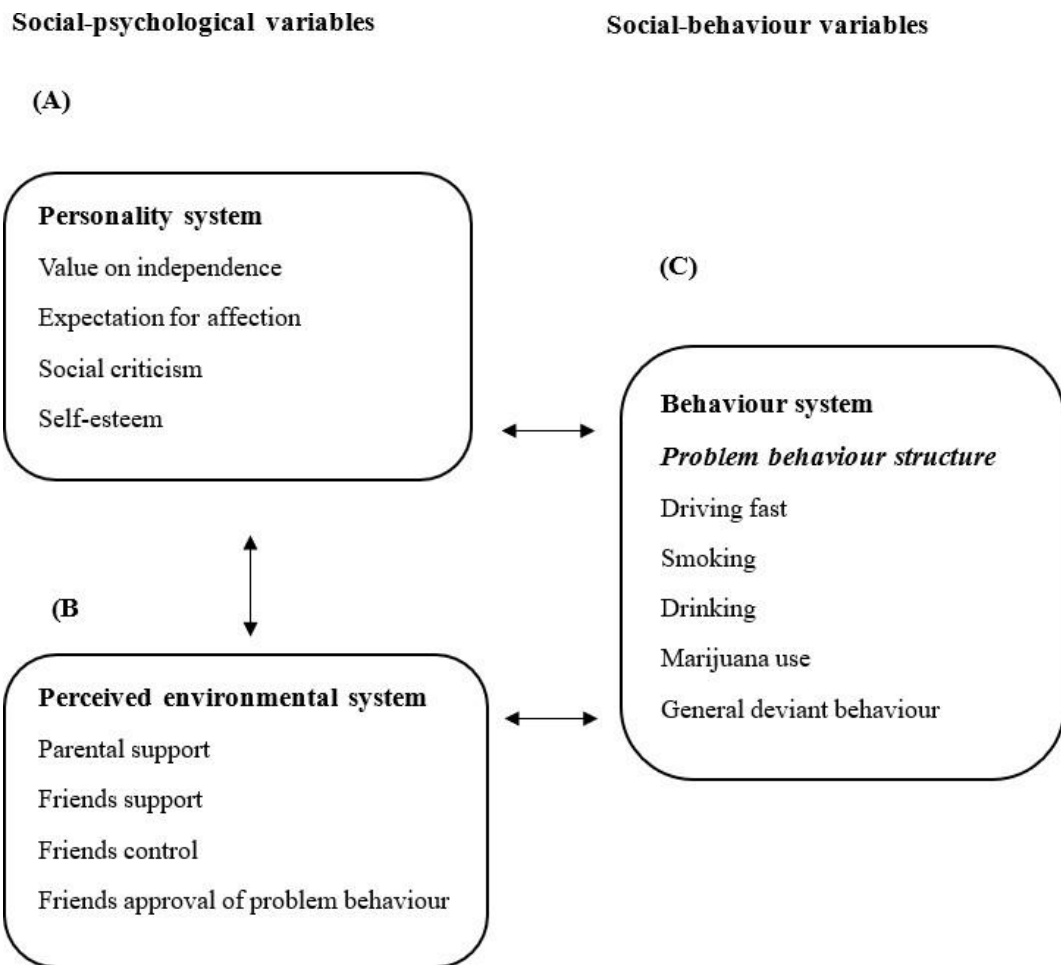 Social-psychological variables
Social-behaviour variables
(A)
Personality system
Value on independence
Expectation for affection
Social criticism
Self-esteem
(B
Perceived environmental system
Parental support
Friends support
Friends control
Friends approval of problem behaviour
(C)
Behaviour system
Problem behaviour structure
Driving fast
Smoking
Drinking
Marijuana use
General deviant behaviour